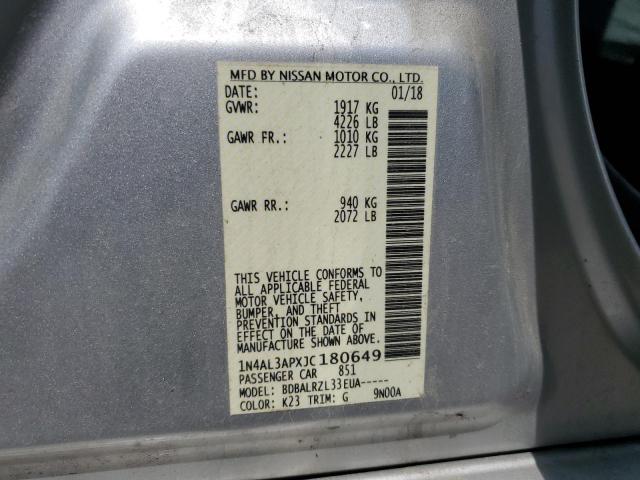 MFD BY NISSAN MOTOR CO., LTD.
DATE: 01/18
GVWR: 1917 KG
4226 LB
GAWR FR.: 1010 KG
2227 LB
GAWR RR.: 940 KG
2072 LB
THIS VEHICLE CONFORMS TO
ALL APPLICABLE FEDERAL
MOTOR VEHICLE SAFETY,
BUMPER, AND THEFT
PREVENTION STANDARDS IN
EFFECT ON THE DATE OF
MANUFACTURE SHOWN ABOVE.
1N4AL3APXJC180649
PASSENGER CAR 851
MODEL: BDBALRZL33EUA-----
COLOR: K23 TRIM: G 9N00A